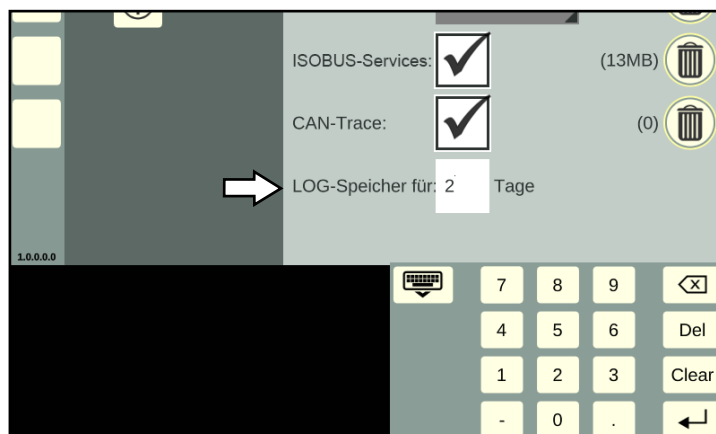 ISOBUS-Services: (13MB)
CAN-Trace: (0)
LOG-Speicher für: 2 Tage
1.0.0.0.0
7 8 9
4 5 6 Del
1 2 3 Clear
- 0 .